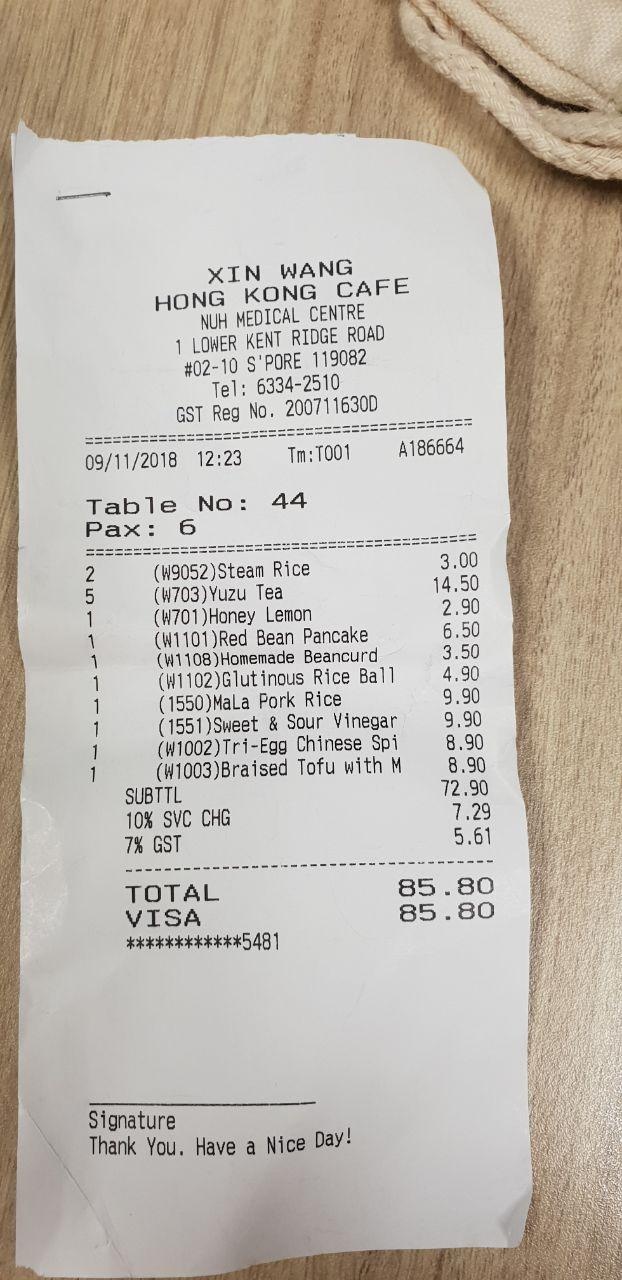 XIN WANG
HONG KONG CAFE
NUH MEDICAL CENTRE
1 LOWER KENT RIDGE ROAD
#02-10 S'PORE 119082
Tel: 6334-2510
GST Reg No. 200711630D
09/11/2018 12:23 Tm:T001 A186664
Table No: 44
Pax: 6
2 (W9052)Steam Rice 3.00
5 (W703)Yuzu Tea 14.50
1 (W701)Honey Lemon 2.90
1 (W1101)Red Bean Pancake 6.50
1 (W1108)Homemade Beancurd 3.50
1 (W1102)Glutinous Rice Ball 4.90
1 (1550)MaLa Pork Rice 9.90
1 (1551)Sweet & Sour Vinegar 9.90
1 (W1002)Tri-Egg Chinese Spi 8.90
1 (W1003)Braised Tofu with M 8.90
SUBTTL 72.90
10% SVC CHG 7.29
7% GST 5.61
TOTAL 85.80
VISA 85.80
************5481
Signature
Thank You. Have a Nice Day!